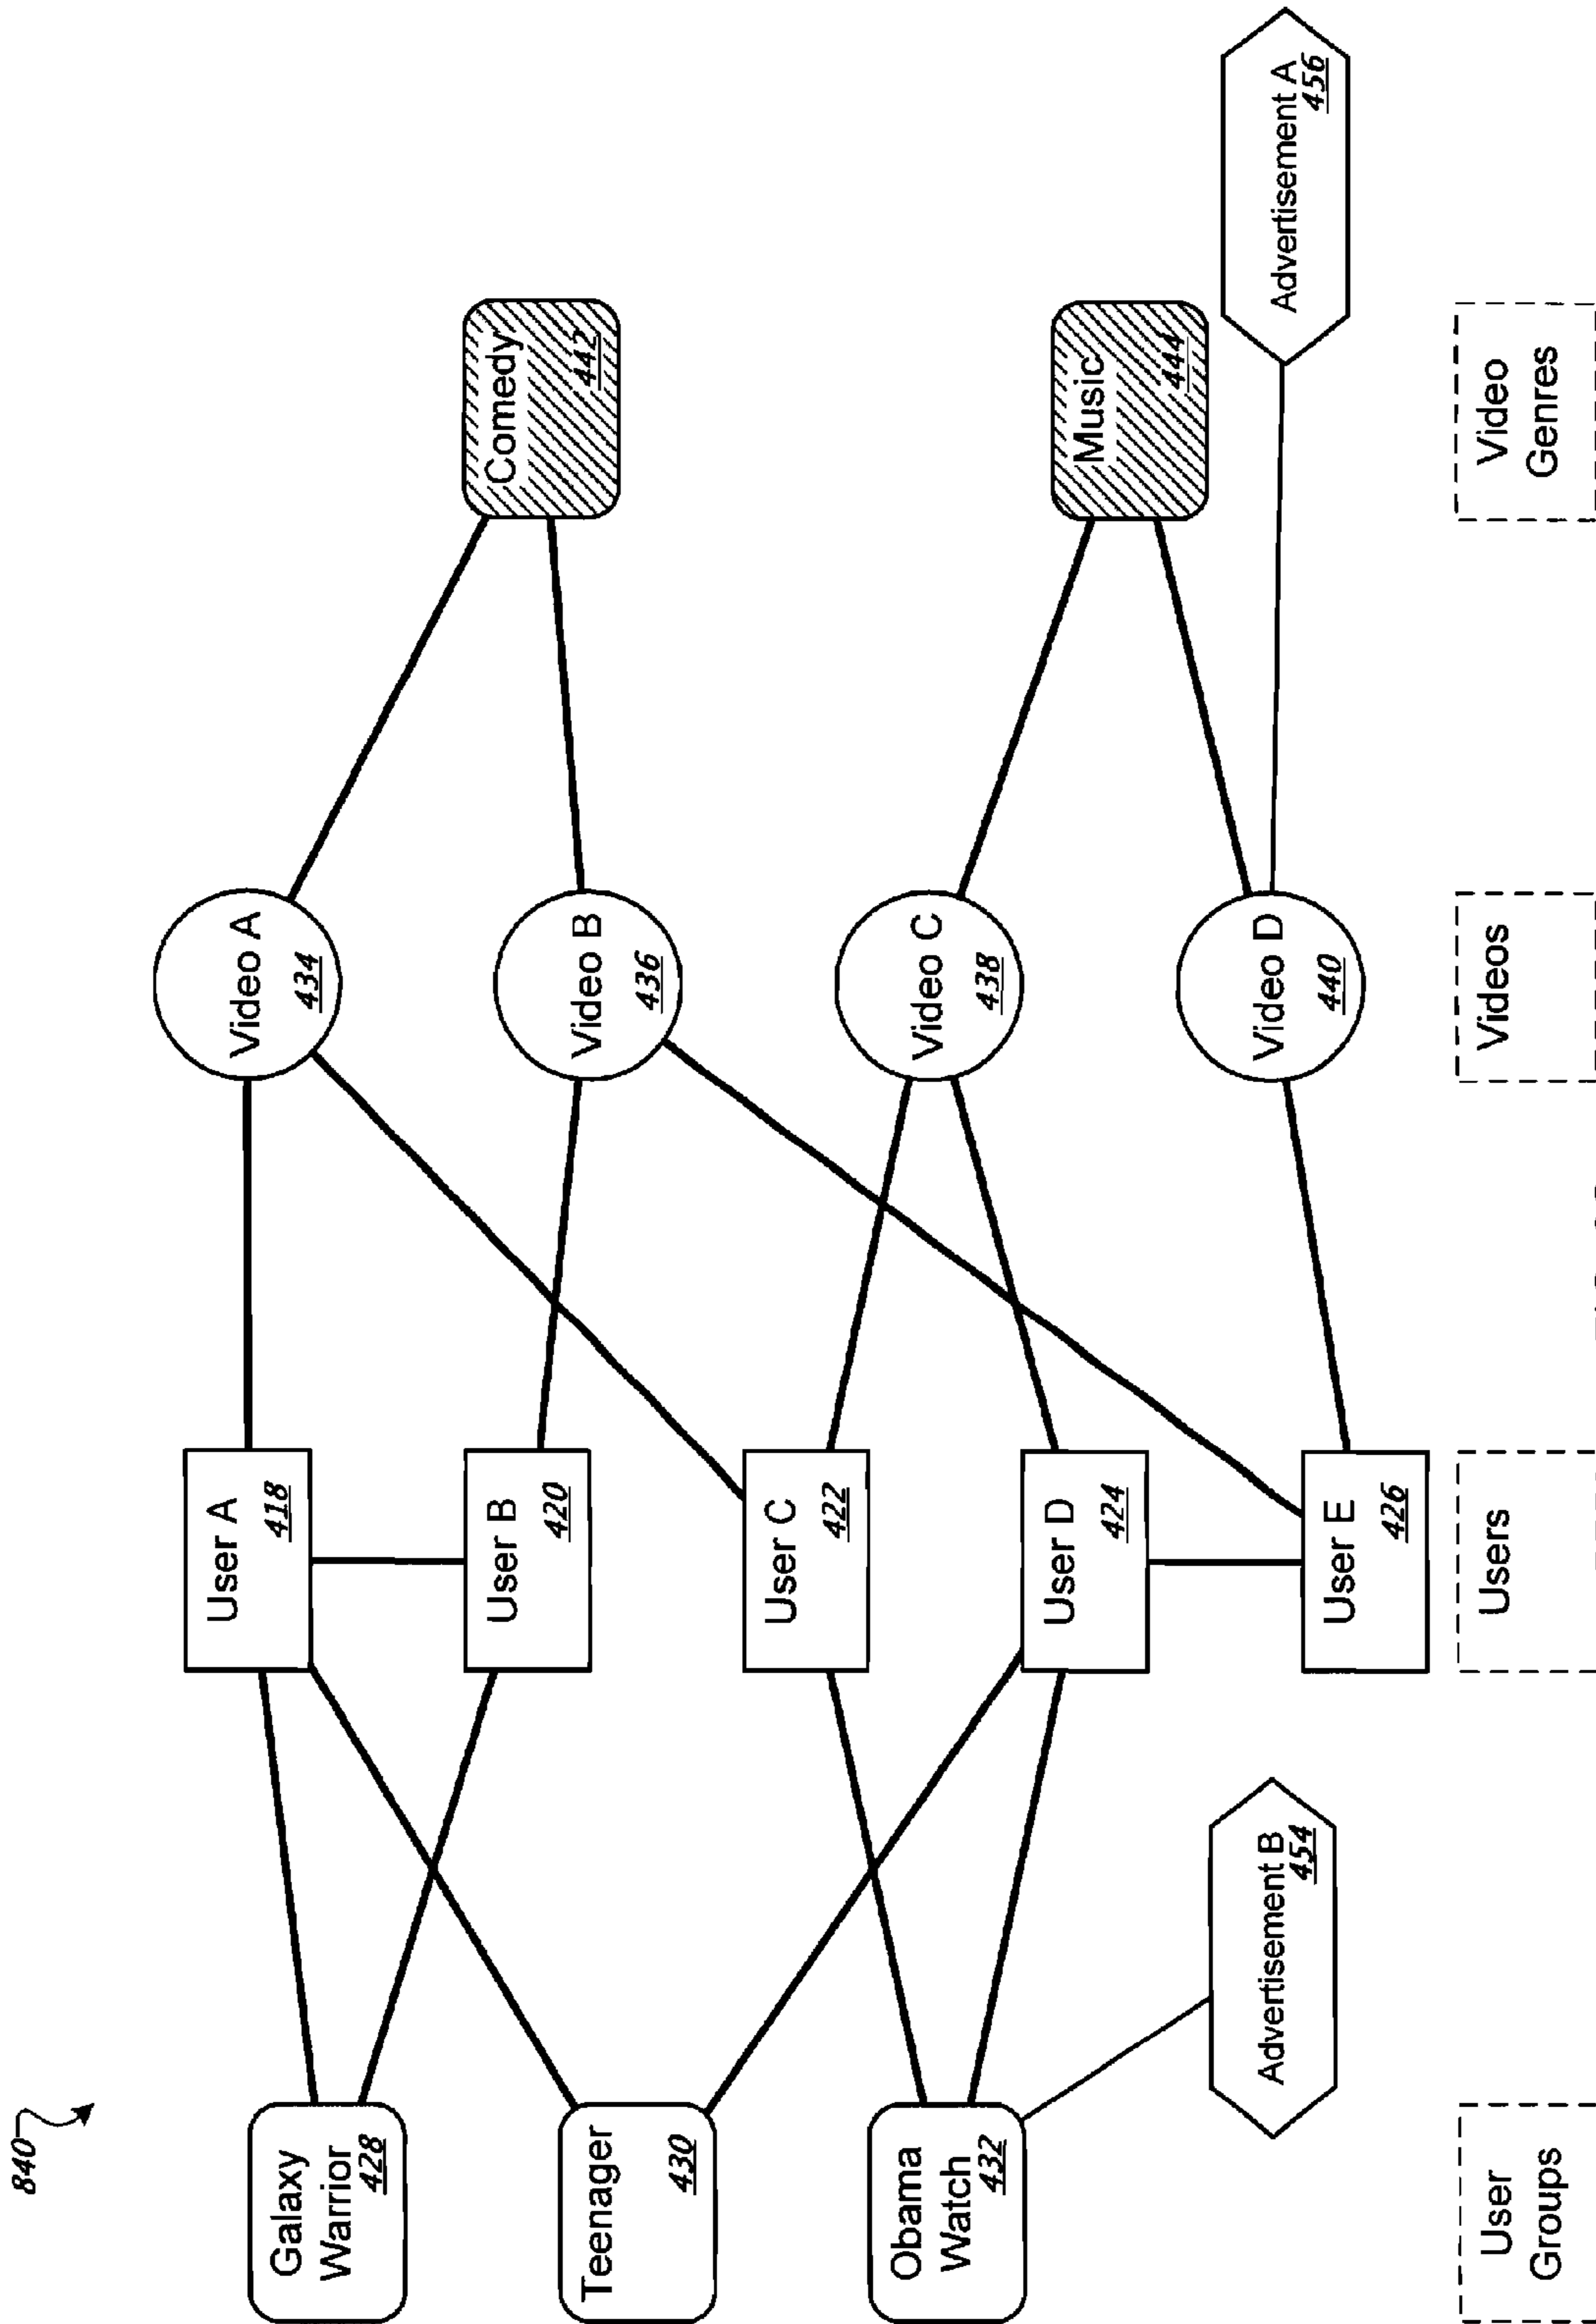 840
Galaxy
Warrior
428
Teenager
430
Obama
Watch
432
Advertisement B
454
User A
418
User B
420
User C
422
User D
424
User E
426
Video A
434
Video B
436
Video C
438
Video D
440
Comedy
442
Music
444
Advertisement A
456
User
Groups
Users
Videos
Video
Genres